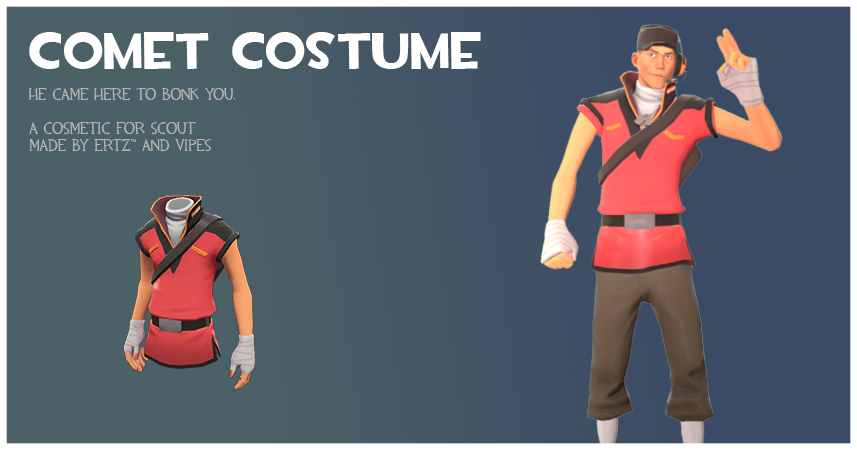 COMET COSTUME
HE CAME HERE TO BONK YOU.
A COSMETIC FOR SCOUT
MADE BY ERTZ™ AND VIPES